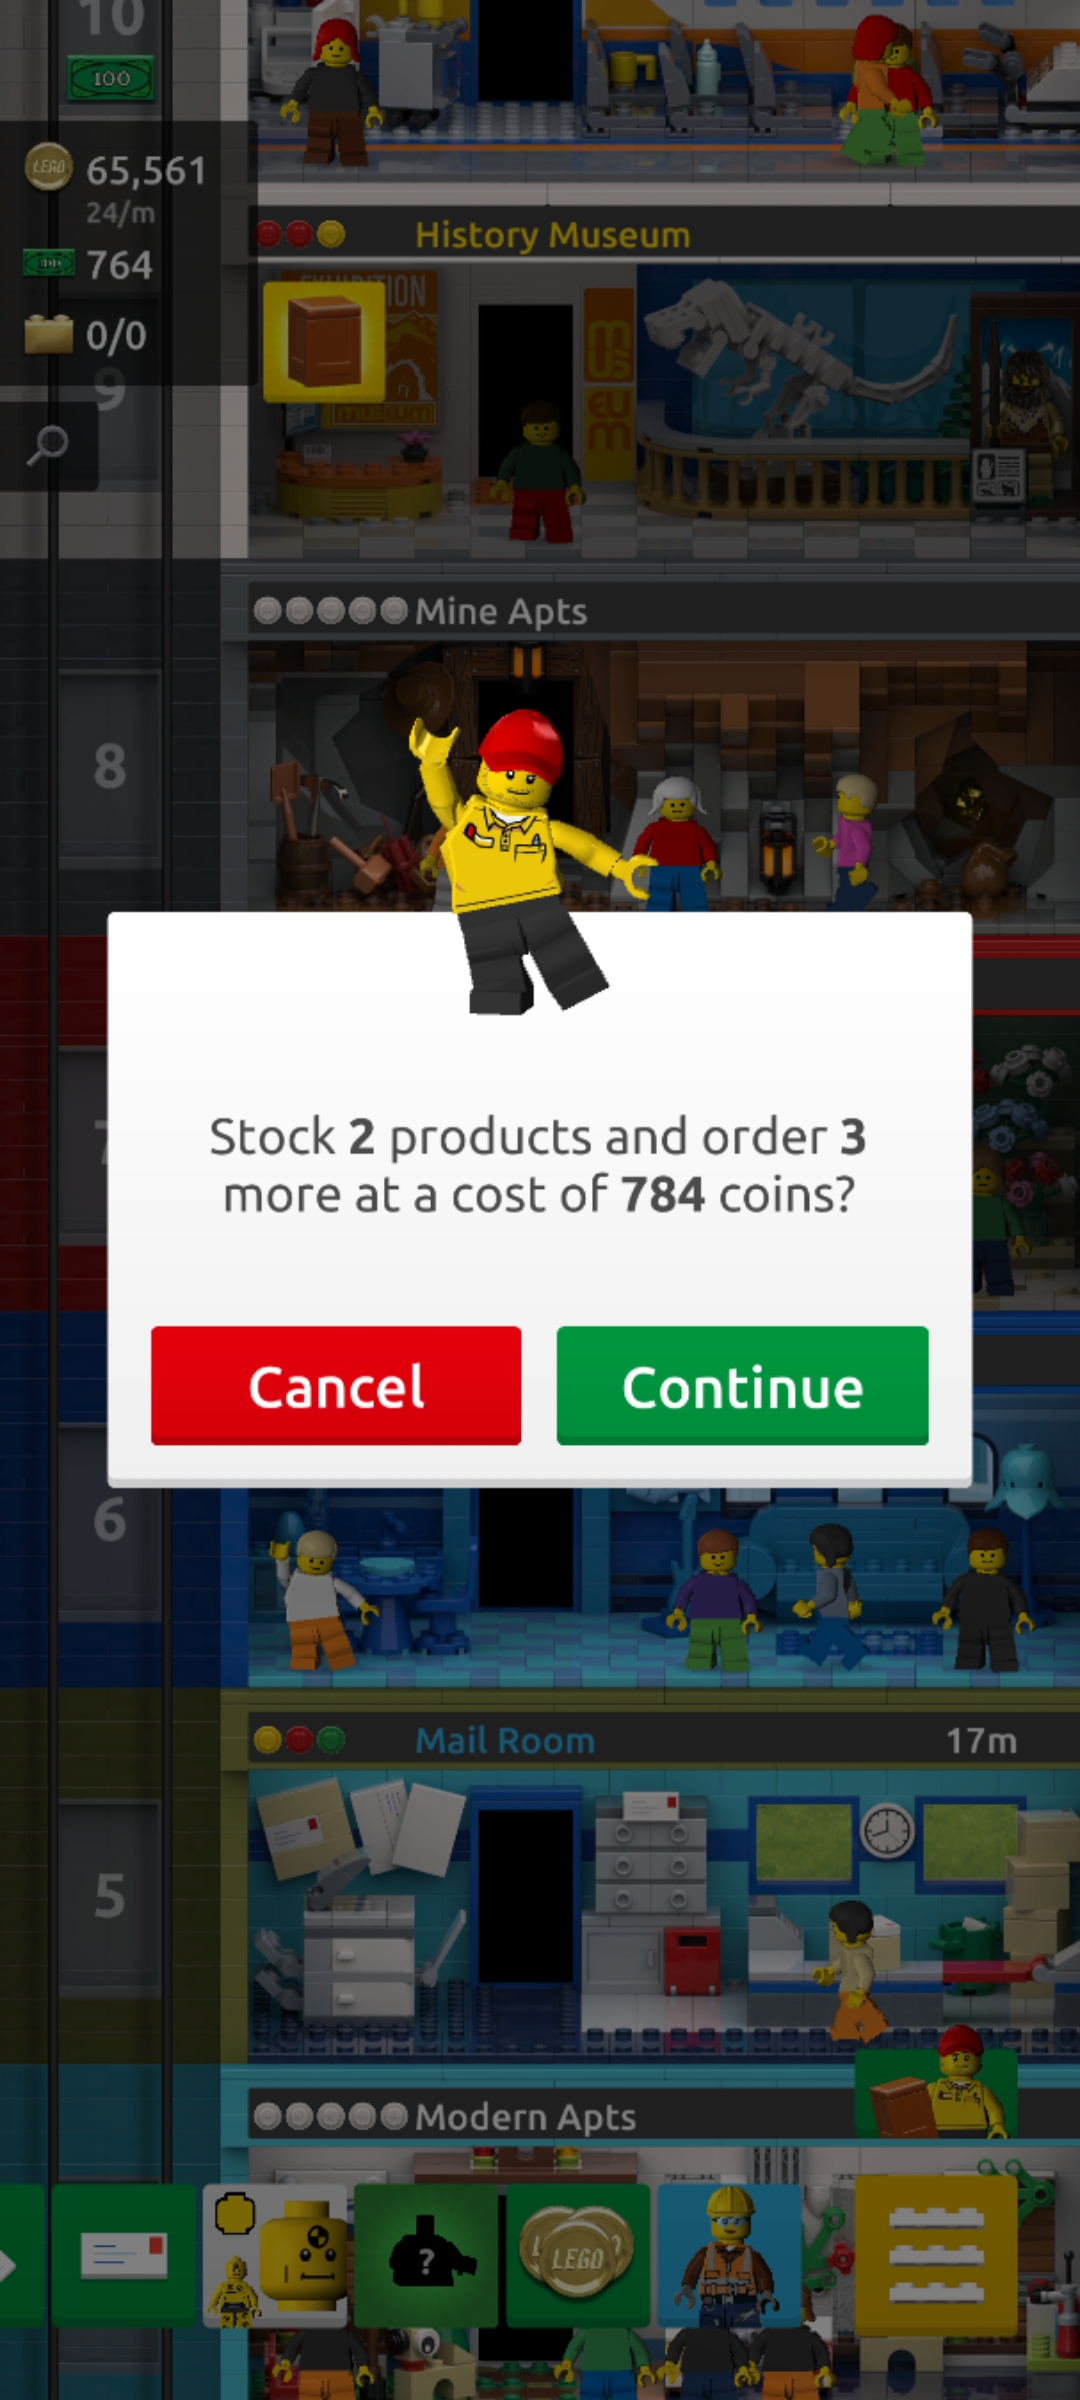 10
100
LEGO 65,561
24/m
100 764
0/0
History Museum
EXHIBITION
MUSEUM
MUS
EUM
9
Mine Apts
8
7
Stock 2 products and order 3
more at a cost of 784 coins?
Cancel
Continue
6
Mail Room
17m
5
Modern Apts
?
LEGO